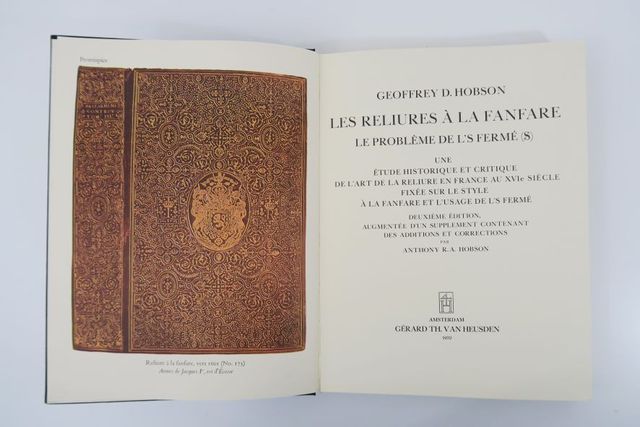 Frontispice
Reliure à la fanfare, vers
(No. 173)
Armes de Jacques
GEOFFREY D. HOBSON
LES RELIURES À LA FANFARE
LE PROBLÈME DE L'S FERMÉ (S)
UNE
ÉTUDE HISTORIQUE ET CRITIQUE
DE L'ART DE LA RELIURE EN FRANCE AU XVIe SIÈCLE
FIXÉE SUR LE STYLE
À LA FANFARE ET L'USAGE DE L'S FERMÉ
DEUXIÈME ÉDITION,
AUGMENTÉE D'UN SUPPLEMENT CONTENANT
DES ADDITIONS ET CORRECTIONS
PAR
ANTHONY R.A. HOBSON
AMSTERDAM
GÉRARD TH. VAN HEUSDEN